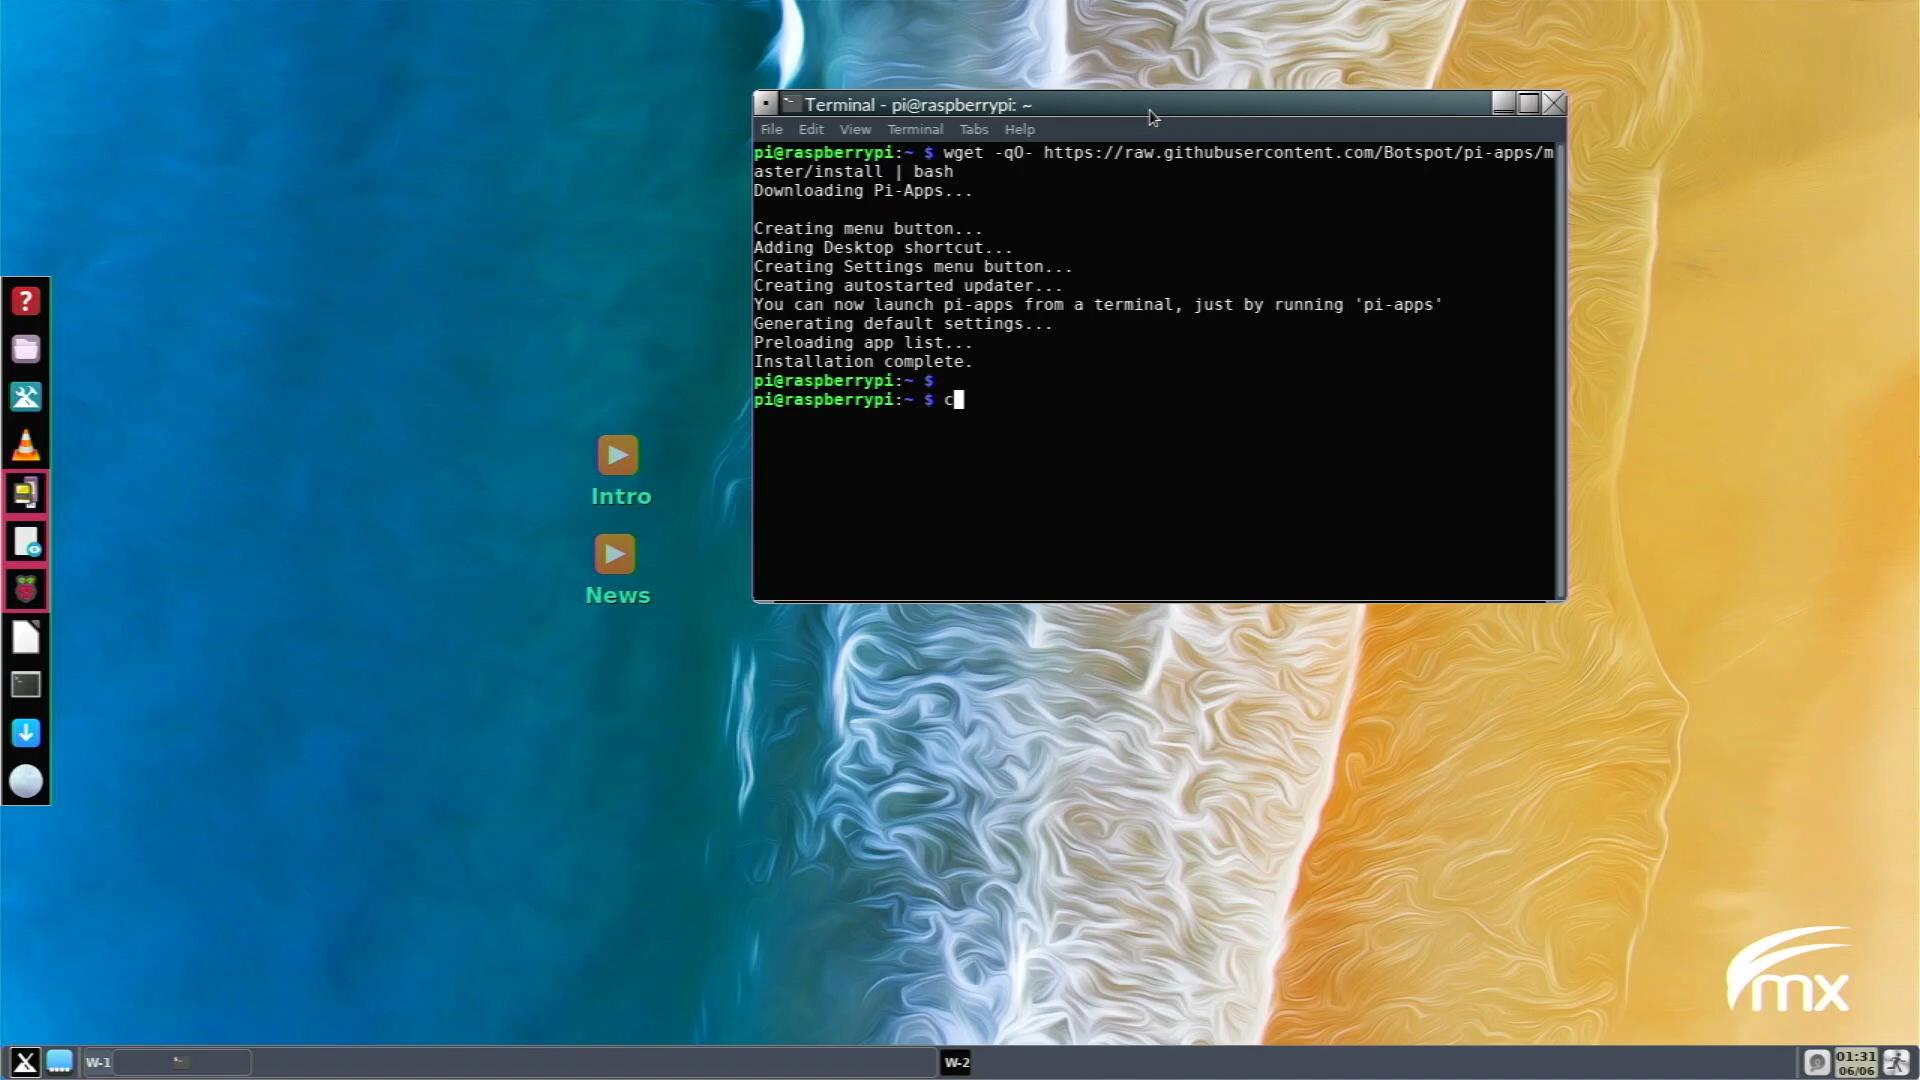 Terminal - pi@raspberrypi: ~
File Edit View Terminal Tabs Help
pi@raspberrypi:~ $ wget -qO- https://raw.githubusercontent.com/Botspot/pi-apps/m
aster/install | bash
Downloading Pi-Apps...
Creating menu button...
Adding Desktop shortcut...
Creating Settings menu button...
Creating autostarted updater...
You can now launch pi-apps from a terminal, just by running 'pi-apps'
Generating default settings...
Preloading app list...
Installation complete.
pi@raspberrypi:~ $
pi@raspberrypi:~ $ c
?
Intro
News
mx
X
W-1
W-2
01:31
06/06